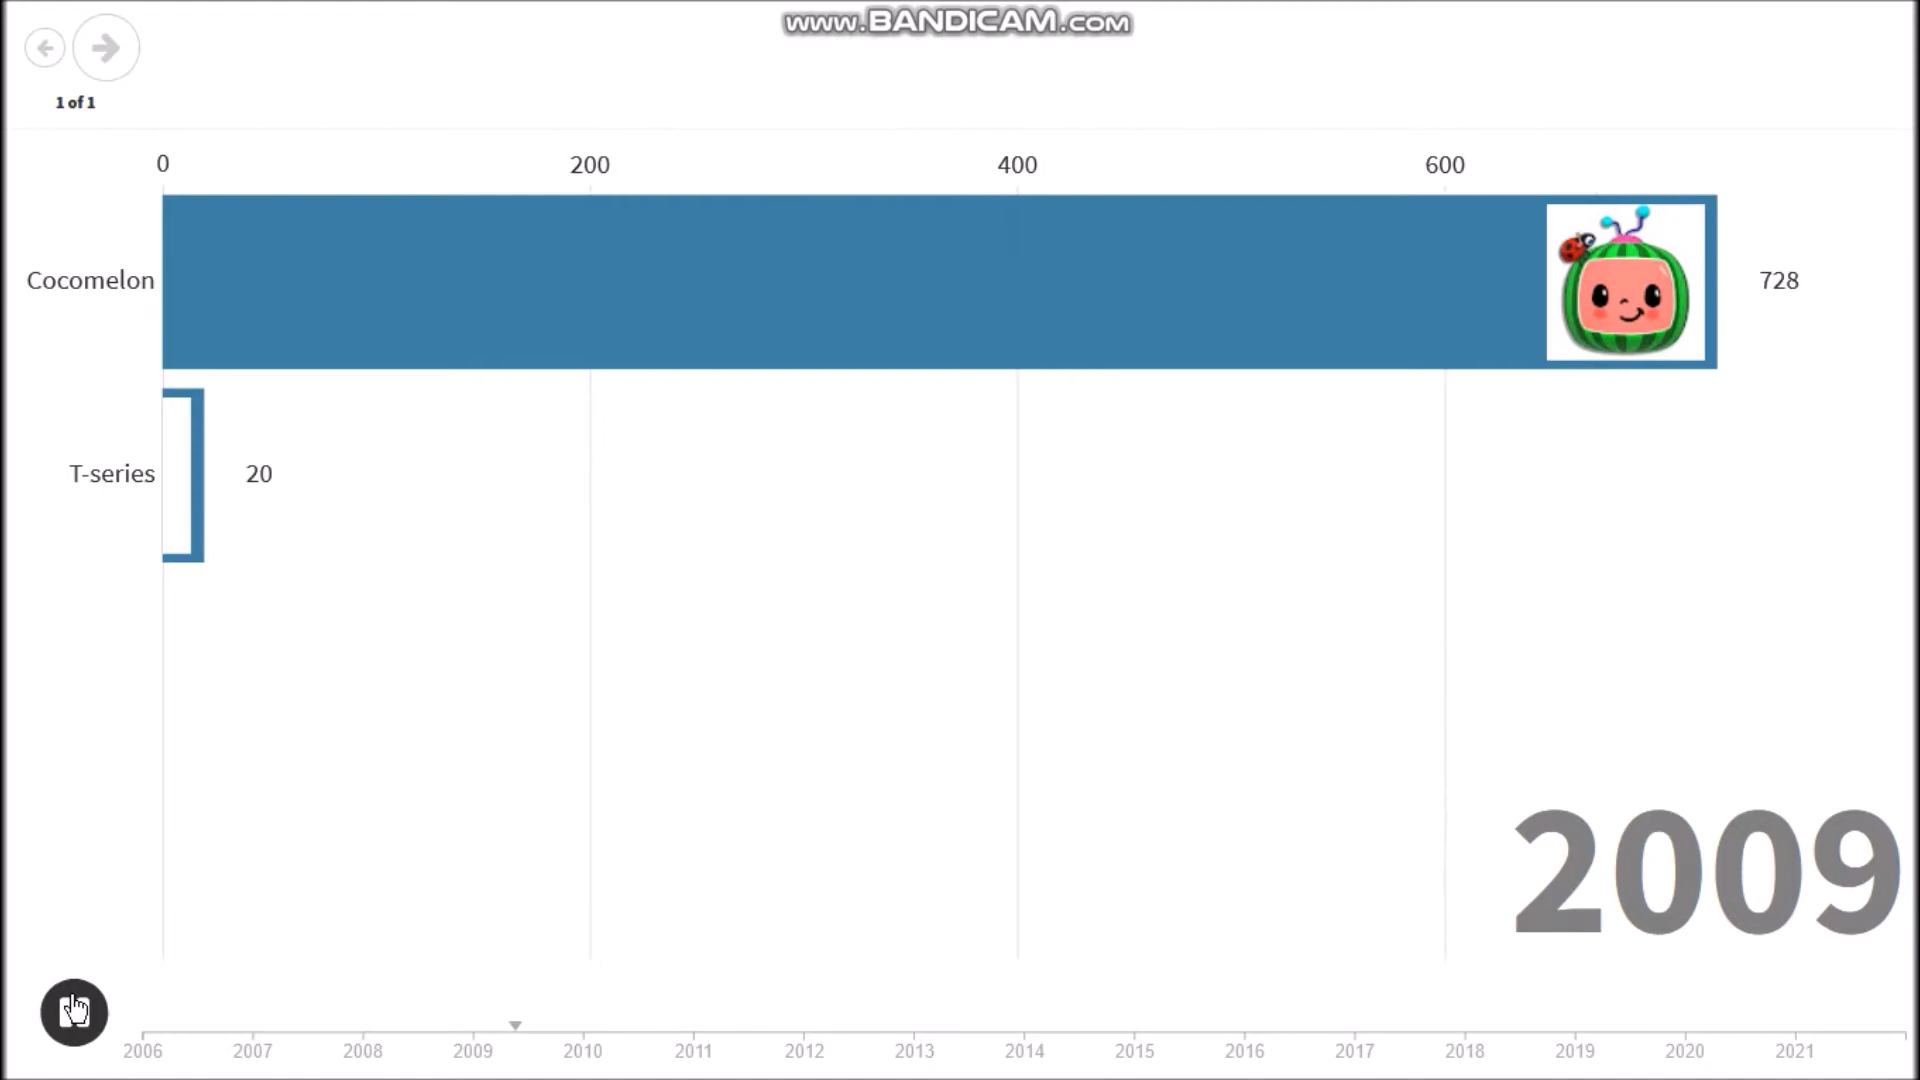 www.BANDICAM.com
1 of 1
0 200 400 600
Cocomelon 728
T-series 20
2009
2006 2007 2008 2009 2010 2011 2012 2013 2014 2015 2016 2017 2018 2019 2020 2021